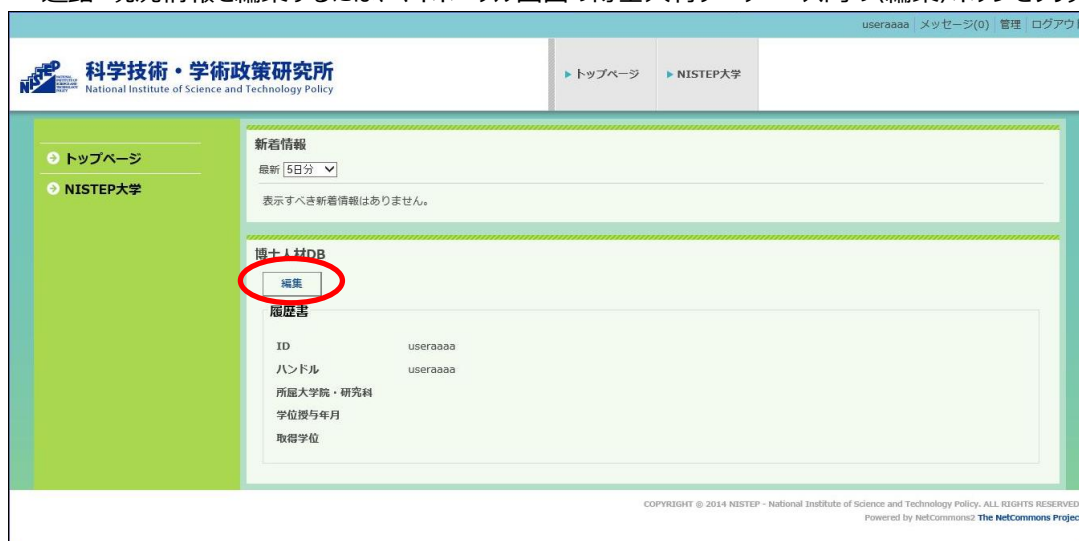 useraaaa メッセージ(0) 管理 ログアウト
NISTEP
科学技術・学術政策研究所
National Institute of Science and Technology Policy
トップページ NISTEP大学
トップページ
NISTEP大学
新着情報
最新 5日分
表示すべき新着情報はありません。
博士人材DB
編集
履歴書
ID useraaaa
ハンドル useraaaa
所属大学院・研究科
学位授与年月
取得学位
COPYRIGHT © 2014 NISTEP - National Institute of Science and Technology Policy. ALL RIGHTS RESERVED
Powered by NetCommons2 The NetCommons Projec